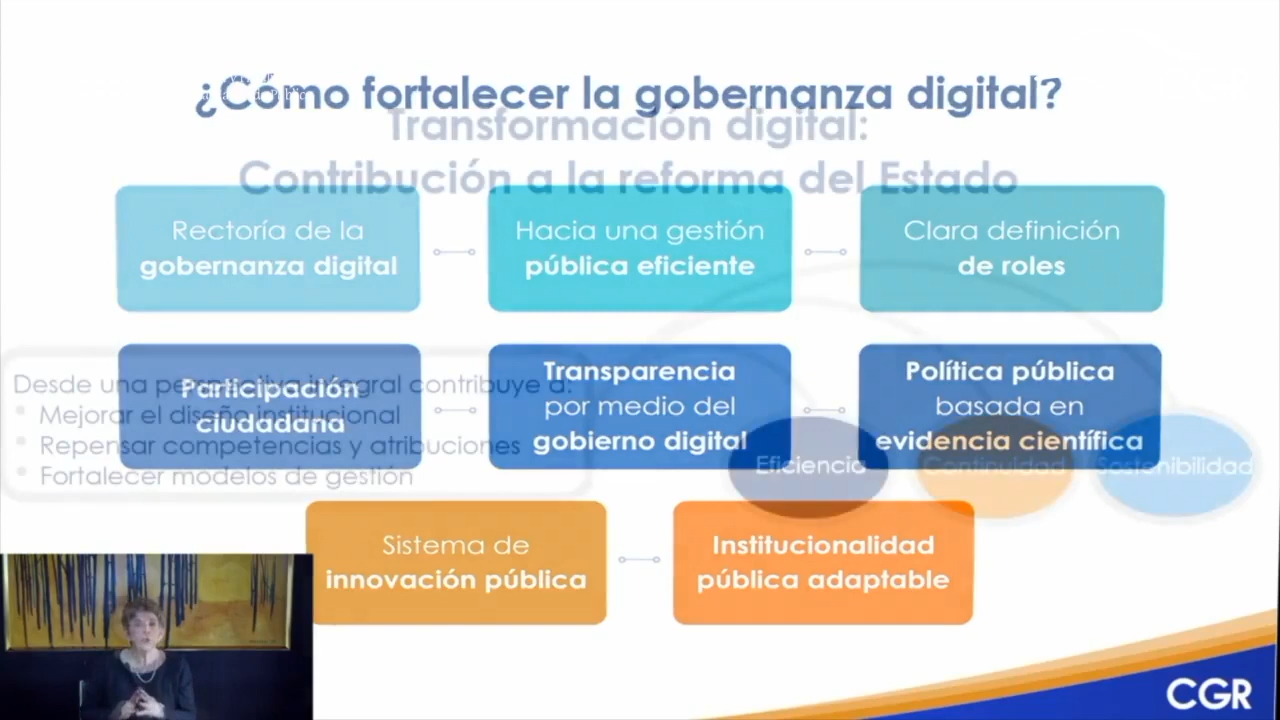 ¿Cómo fortalecer la gobernanza digital?
Transformación digital:
Contribución a la reforma del Estado
Rectoría de la
gobernanza digital
Hacia una gestión
pública eficiente
Clara definición
de roles
Participación
ciudadana
Transparencia
por medio del
gobierno digital
Política pública
basada en
evidencia científica
Desde una perspectiva integral contribuye a:
Mejorar el diseño institucional
Repensar competencias y atribuciones
Fortalecer modelos de gestión
Eficiencia
Continuidad
Sostenibilidad
Sistema de
innovación pública
Institucionalidad
pública adaptable
CGR